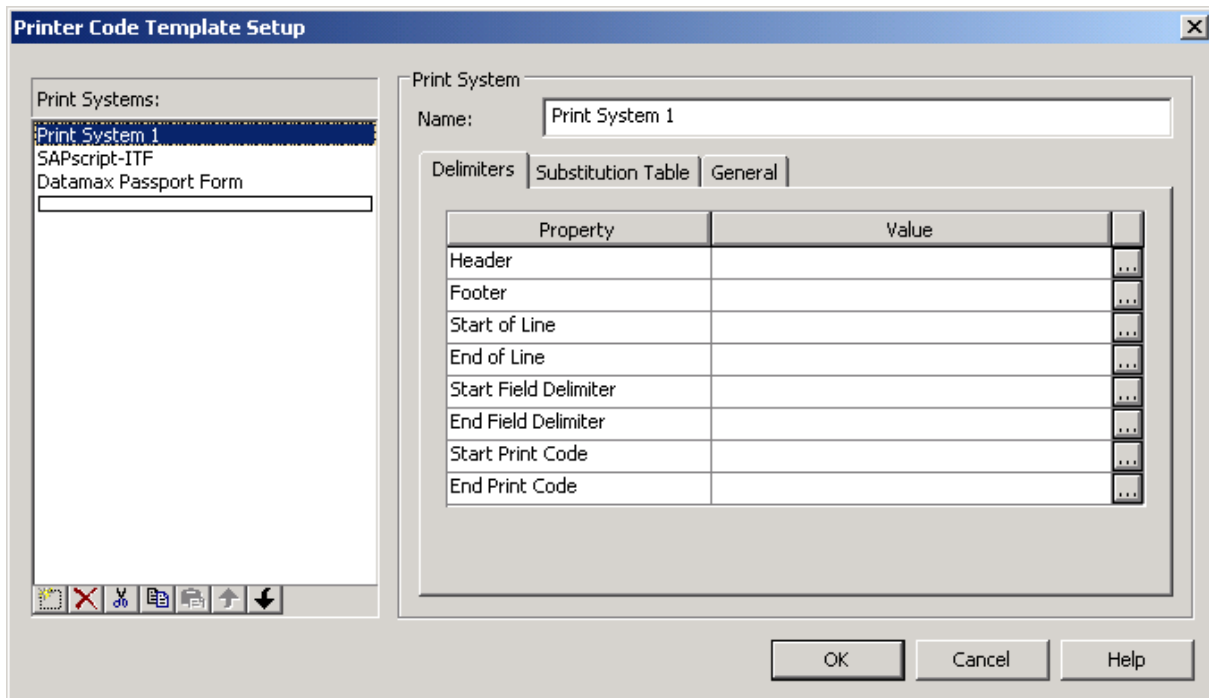 Printer Code Template Setup
Print Systems:
Print System 1
SAPscript-ITF
Datamax Passport Form
Print System
Name: Print System 1
Delimiters Substitution Table General
Property Value
Header ...
Footer ...
Start of Line ...
End of Line ...
Start Field Delimiter ...
End Field Delimiter ...
Start Print Code ...
End Print Code ...
OK Cancel Help